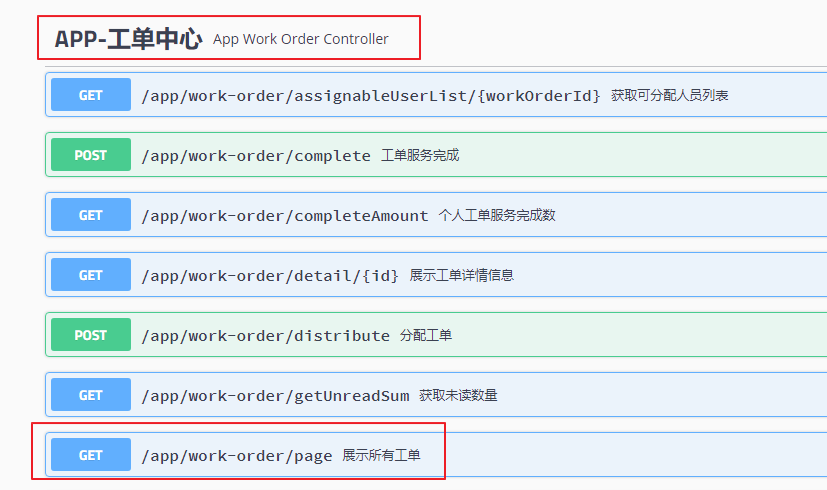 APP-工单中心 App Work Order Controller
GET /app/work-order/assignableUserList/{workOrderId} 获取可分配人员列表
POST /app/work-order/complete 工单服务完成
GET /app/work-order/completeAmount 个人工单服务完成数
GET /app/work-order/detail/{id} 展示工单详情信息
POST /app/work-order/distribute 分配工单
GET /app/work-order/getUnreadSum 获取未读数量
GET /app/work-order/page 展示所有工单